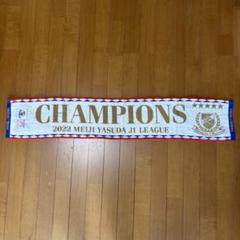 CHAMPIONS
2022 MEIJI YASUDA J1 LEAGUE